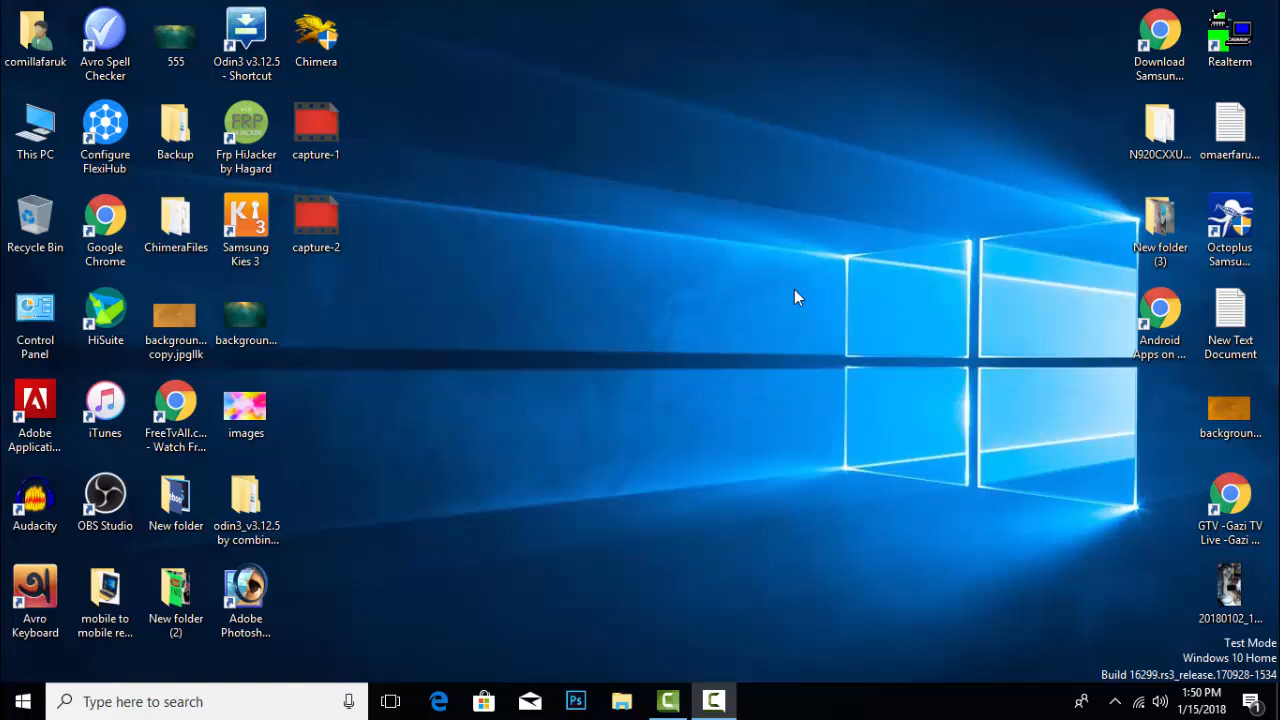 comillafaruk
Avro Spell
Checker
555
Odin3 v3.12.5
- Shortcut
Chimera
This PC
Configure
FlexiHub
Backup
FRP
Frp HiJacker
by Hagard
capture-1
Recycle Bin
Google
Chrome
ChimeraFiles
K
3
Samsung
Kies 3
capture-2
Control
Panel
HiSuite
backgroun...
copy.jpgllk
backgroun...
Adobe
Applicati...
iTunes
FreeTvAll.c...
- Watch Fr...
images
Audacity
OBS Studio
New folder
odin3_v3.12.5
by combin...
অ
Avro
Keyboard
mobile to
mobile re...
New folder
(2)
Adobe
Photosh...
Download
Samsun...
Realterm
N920CXXU...
omaerfaru...
New folder
(3)
Octoplus
Samsu...
Android
Apps on ...
New Text
Document
backgroun...
GTV -Gazi TV
Live -Gazi ...
20180102_1...
Test Mode
Windows 10 Home
Build 16299.rs3_release.170928-1534
Type here to search
Ps
1:50 PM
1/15/2018
1